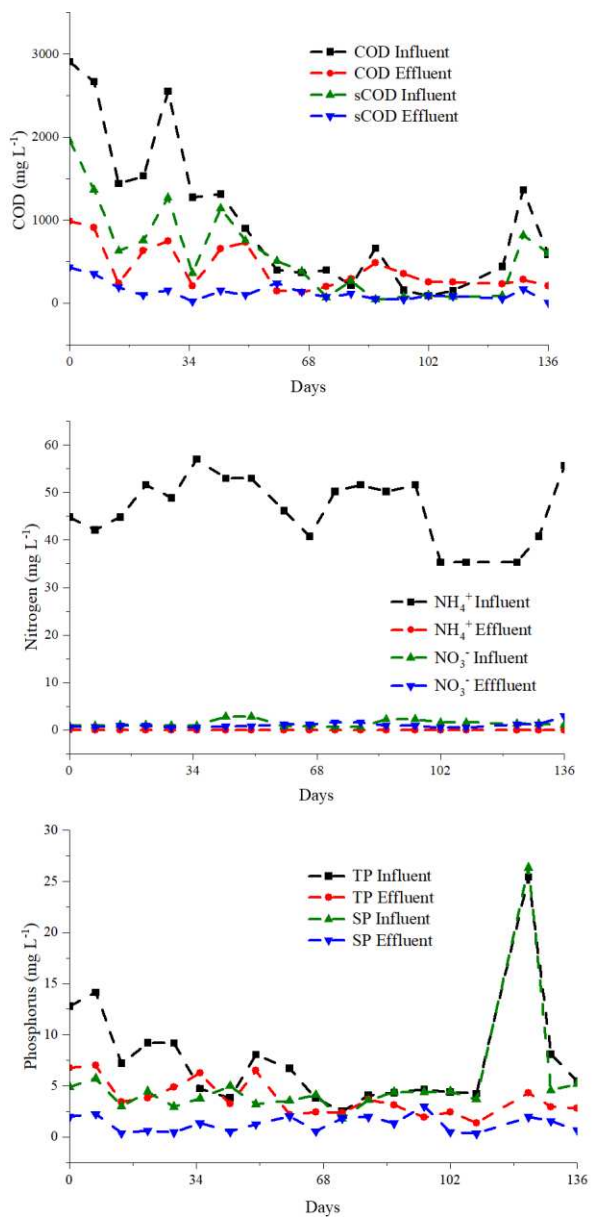 COD Influent
COD Effluent
sCOD Influent
sCOD Effluent
COD (mg L-1)
3000
2000
1000
0
0 34 68 102 136
Days
Nitrogen (mg L-1)
60
50
40
30
20
10
0
NH4+ Influent
NH4+ Effluent
NO3- Influent
NO3- Efffluent
0 34 68 102 136
Days
TP Influent
TP Effluent
SP Influent
SP Effluent
Phosphorus (mg L-1)
30
25
20
15
10
5
0
0 34 68 102 136
Days